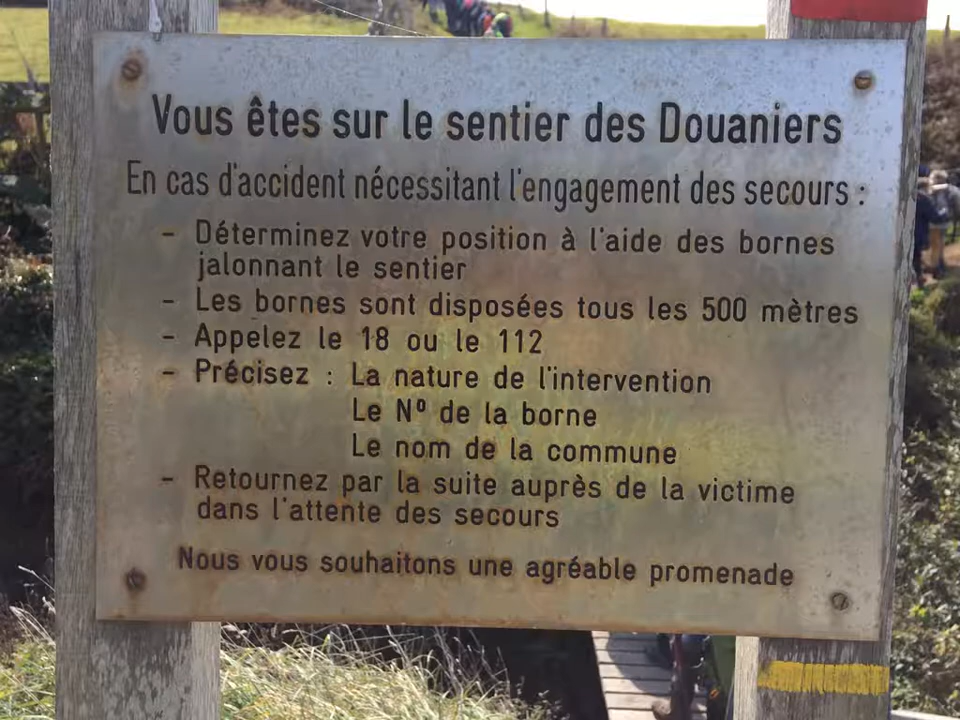 Vous êtes sur le sentier des Douaniers
En cas d'accident nécessitant l'engagement des secours :
- Déterminez votre position à l'aide des bornes
jalonnant le sentier
- Les bornes sont disposées tous les 500 mètres
- Appelez le 18 ou le 112
- Précisez : La nature de l'intervention
Le Nº de la borne
Le nom de la commune
- Retournez par la suite auprès de la victime
dans l'attente des secours
Nous vous souhaitons une agréable promenade